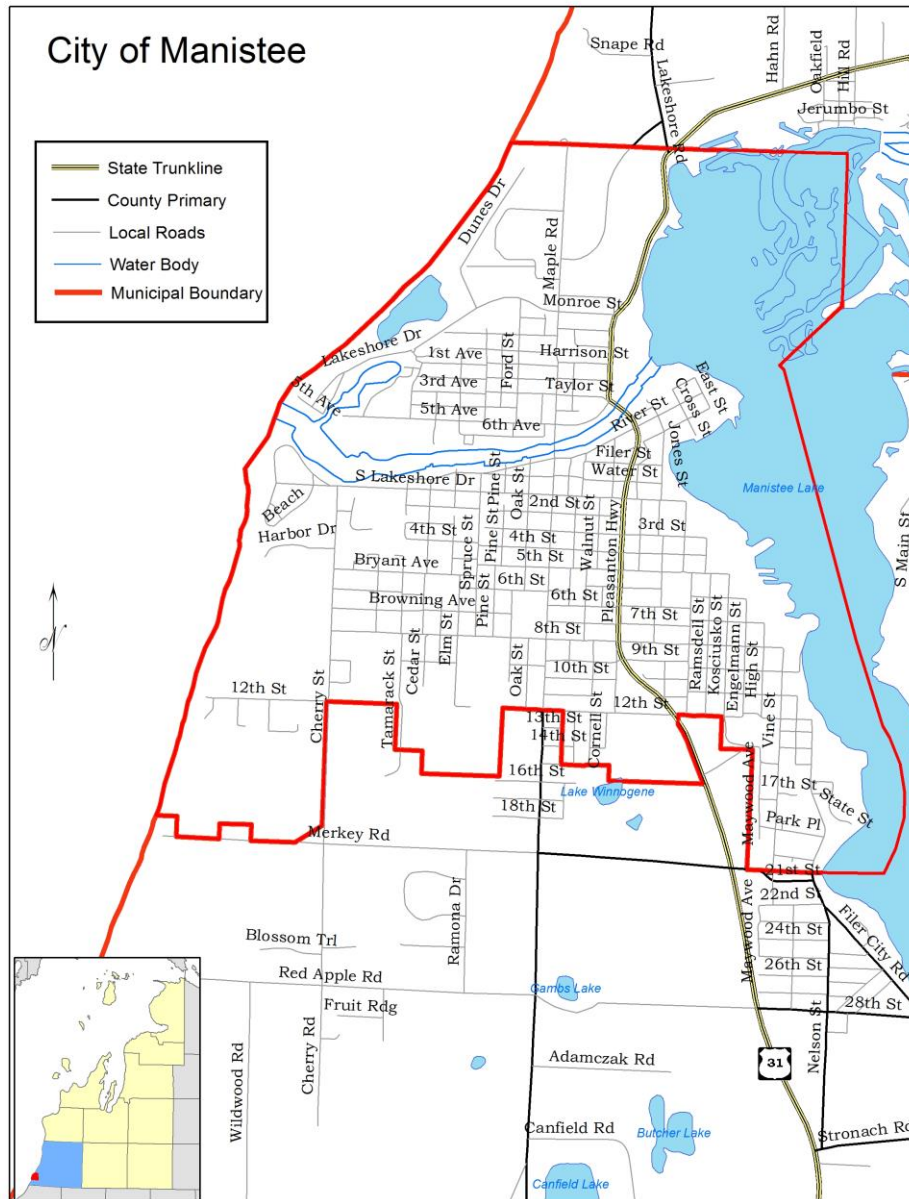 City of Manistee
State Trunkline
County Primary
Local Roads
Water Body
Municipal Boundary
Snape Rd
Lakeshore Rd
Hahn Rd
Oakfield
Hill Rd
Jerumbo St
Dunes Dr
Maple Rd
Monroe St
Lakeshore Dr
1st Ave
Ford St
Harrison St
3rd Ave
Taylor St
5th Ave
5th Ave
6th Ave
East St
Cross St
River St
Jones St
Filer St
Water St
S Lakeshore Dr
Pine St
Oak St
2nd St
Walnut St
Pleasanton Hwy
3rd St
Manistee Lake
S Main St
Beach
Harbor Dr
4th St
Spruce St
Pine St
4th St
5th St
Bryant Ave
6th St
6th St
Browning Ave
Pine St
7th St
Elm St
8th St
9th St
Ramsdell St
Kosciusko St
Engelmann St
High St
Cedar St
Tamarack St
Oak St
10th St
12th St
Cherry St
12th St
13th St
14th St
Cornell St
Vine St
16th St
Lake Winnogene
17th St
State St
18th St
Maywood Ave
Park Pl
Merkey Rd
21st St
22nd St
Ramona Dr
Maywood Ave
Filer City Rd
Blossom Trl
24th St
Red Apple Rd
26th St
Gambs Lake
Fruit Rdg
28th St
Nelson St
Wildwood Rd
Cherry Rd
Adamczak Rd
31
Canfield Rd
Butcher Lake
Stronach Rd
Canfield Lake
N